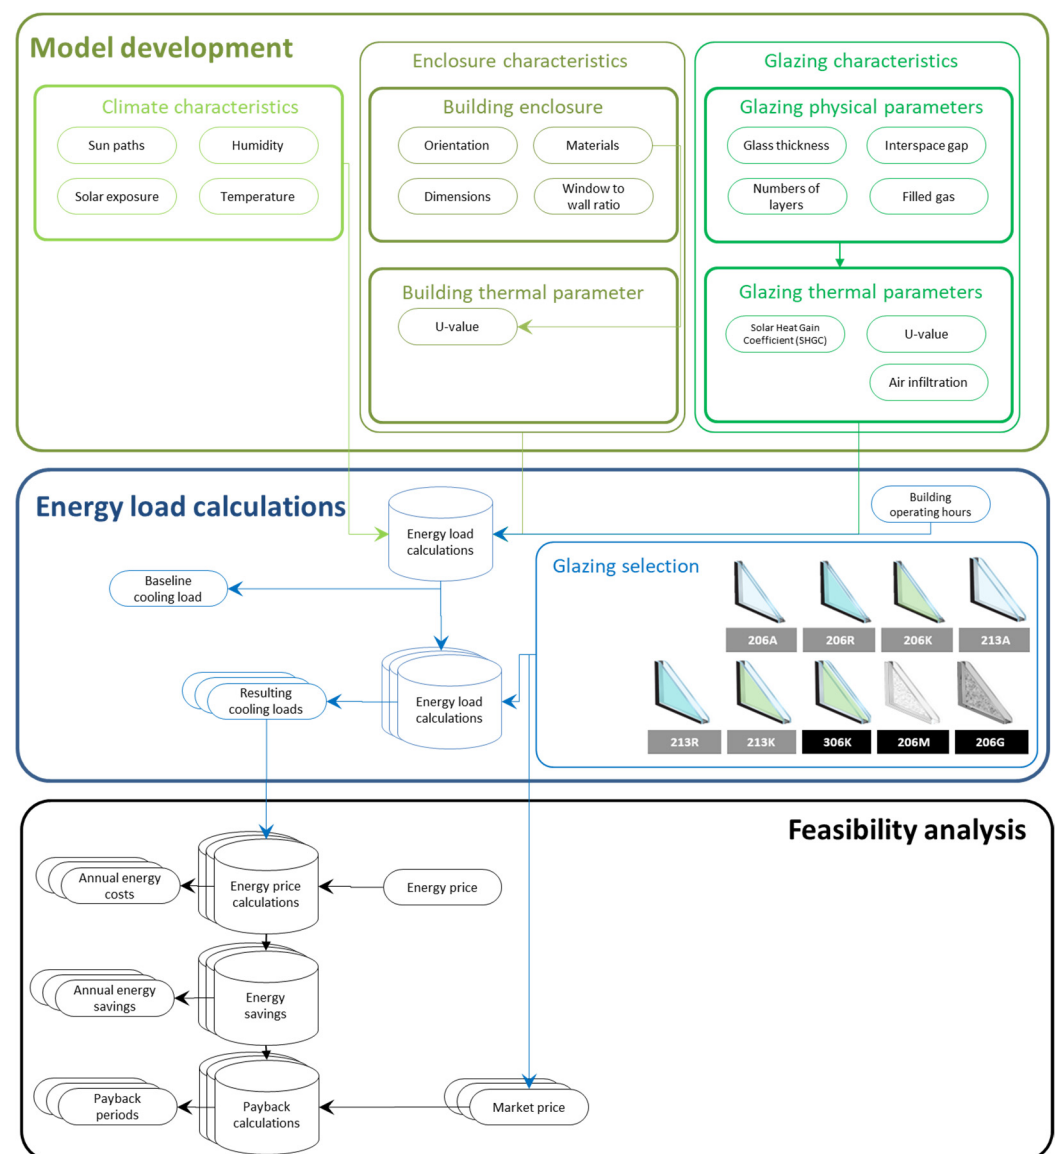 Model development
Climate characteristics
Sun paths
Humidity
Solar exposure
Temperature
Enclosure characteristics
Building enclosure
Orientation
Materials
Dimensions
Window to
wall ratio
Building thermal parameter
U-value
Glazing characteristics
Glazing physical parameters
Glass thickness
Interspace gap
Numbers of
layers
Filled gas
Glazing thermal parameters
Solar Heat Gain
Coefficient (SHGC)
U-value
Air infiltration
Energy load calculations
Energy load
calculations
Building
operating hours
Baseline
cooling load
Glazing selection
206A
206R
206K
213A
213R
213K
306K
206M
206G
Energy load
calculations
Resulting
cooling loads
Feasibility analysis
Annual energy
costs
Energy price
calculations
Energy price
Annual energy
savings
Energy
savings
Payback
periods
Payback
calculations
Market price